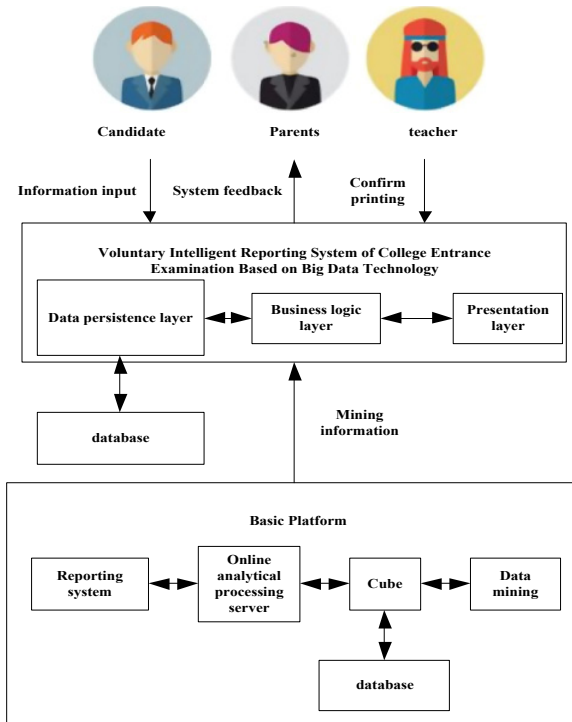 Candidate
Parents
teacher
Information input
System feedback
Confirm
printing
Voluntary Intelligent Reporting System of College Entrance
Examination Based on Big Data Technology
Data persistence layer
Business logic
layer
Presentation
layer
database
Mining
information
Basic Platform
Reporting
system
Online
analytical
processing
server
Cube
Data
mining
database